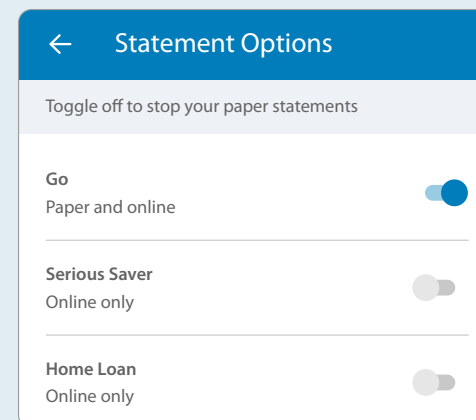 Statement Options
Toggle off to stop your paper statements
Go
Paper and online
Serious Saver
Online only
Home Loan
Online only